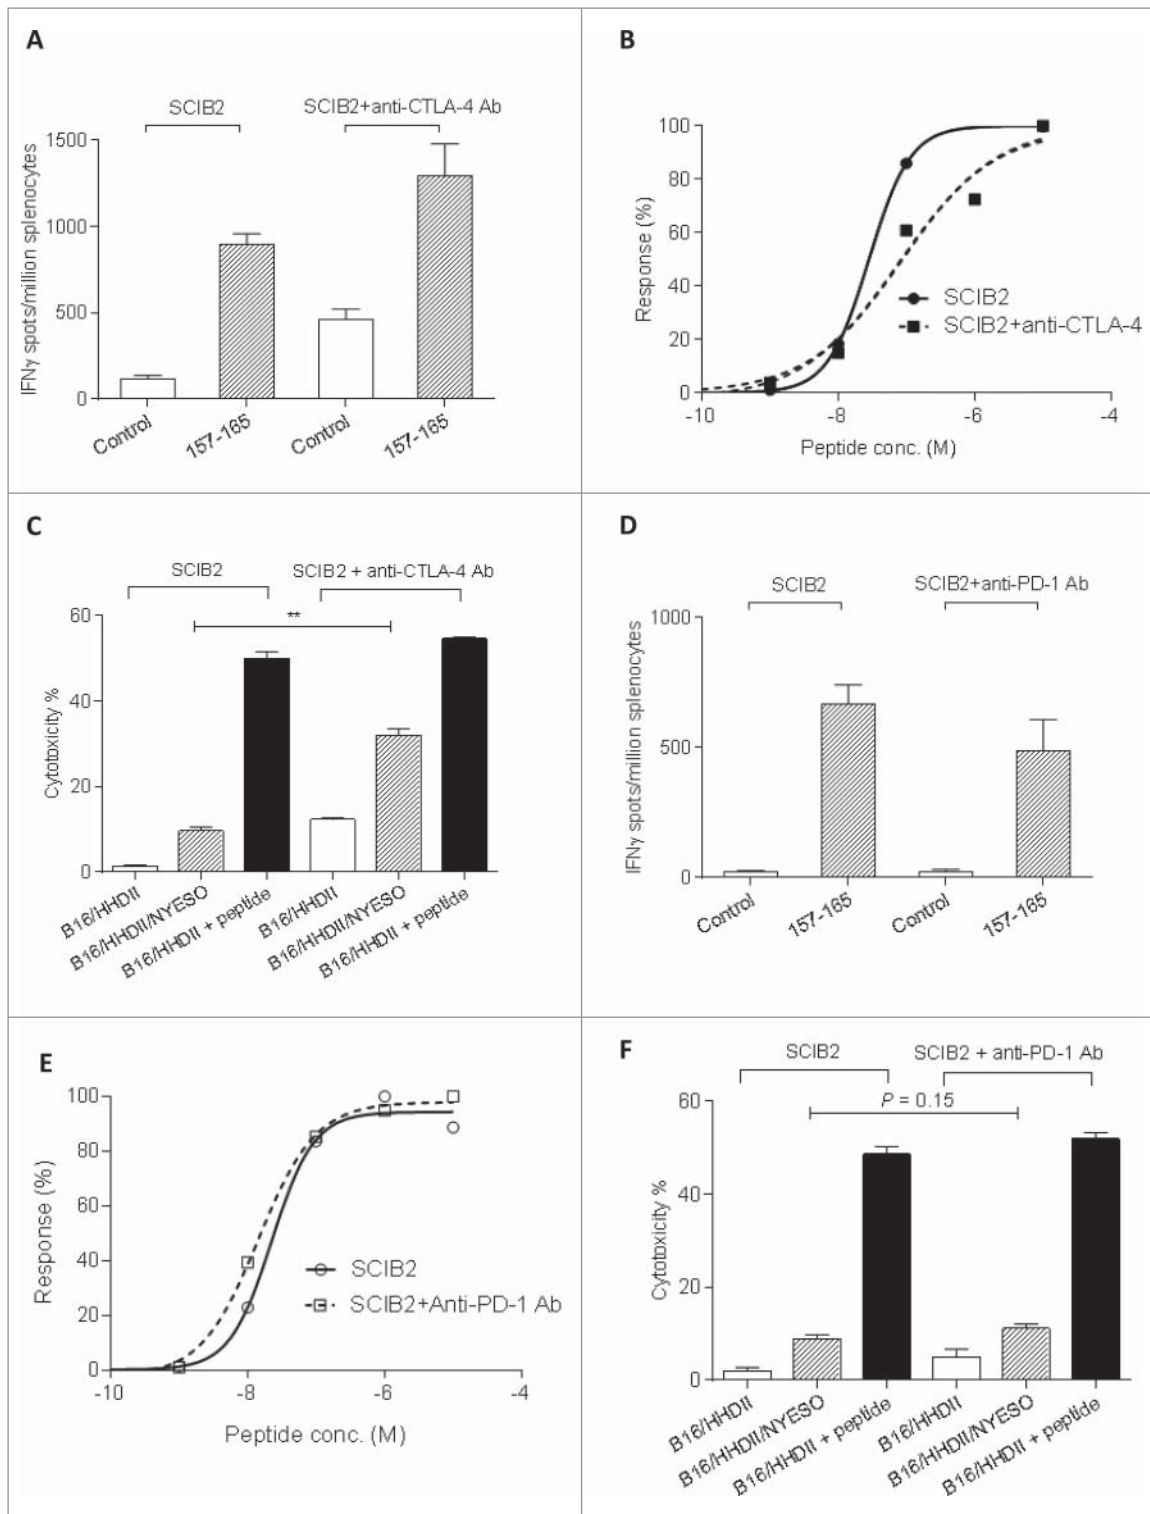 A
SCIB2
SCIB2+anti-CTLA-4 Ab
IFNγ spots/million splenocytes
1500
1000
500
0
Control
157-165
Control
157-165
B
Response (%)
100
80
60
40
20
0
SCIB2
SCIB2+anti-CTLA-4
-10
-8
-6
-4
Peptide conc. (M)
C
SCIB2
SCIB2 + anti-CTLA-4 Ab
**
Cytotoxicity %
60
40
20
0
B16/HHDII
B16/HHDII/NYESO
B16/HHDII + peptide
B16/HHDII
B16/HHDII/NYESO
B16/HHDII + peptide
D
SCIB2
SCIB2+anti-PD-1 Ab
IFNγ spots/million splenocytes
1000
500
0
Control
157-165
Control
157-165
E
Response (%)
100
80
60
40
20
0
SCIB2
SCIB2+Anti-PD-1 Ab
-10
-8
-6
-4
Peptide conc. (M)
F
SCIB2
SCIB2 + anti-PD-1 Ab
P = 0.15
Cytotoxicity %
60
40
20
0
B16/HHDII
B16/HHDII/NYESO
B16/HHDII + peptide
B16/HHDII
B16/HHDII/NYESO
B16/HHDII + peptide